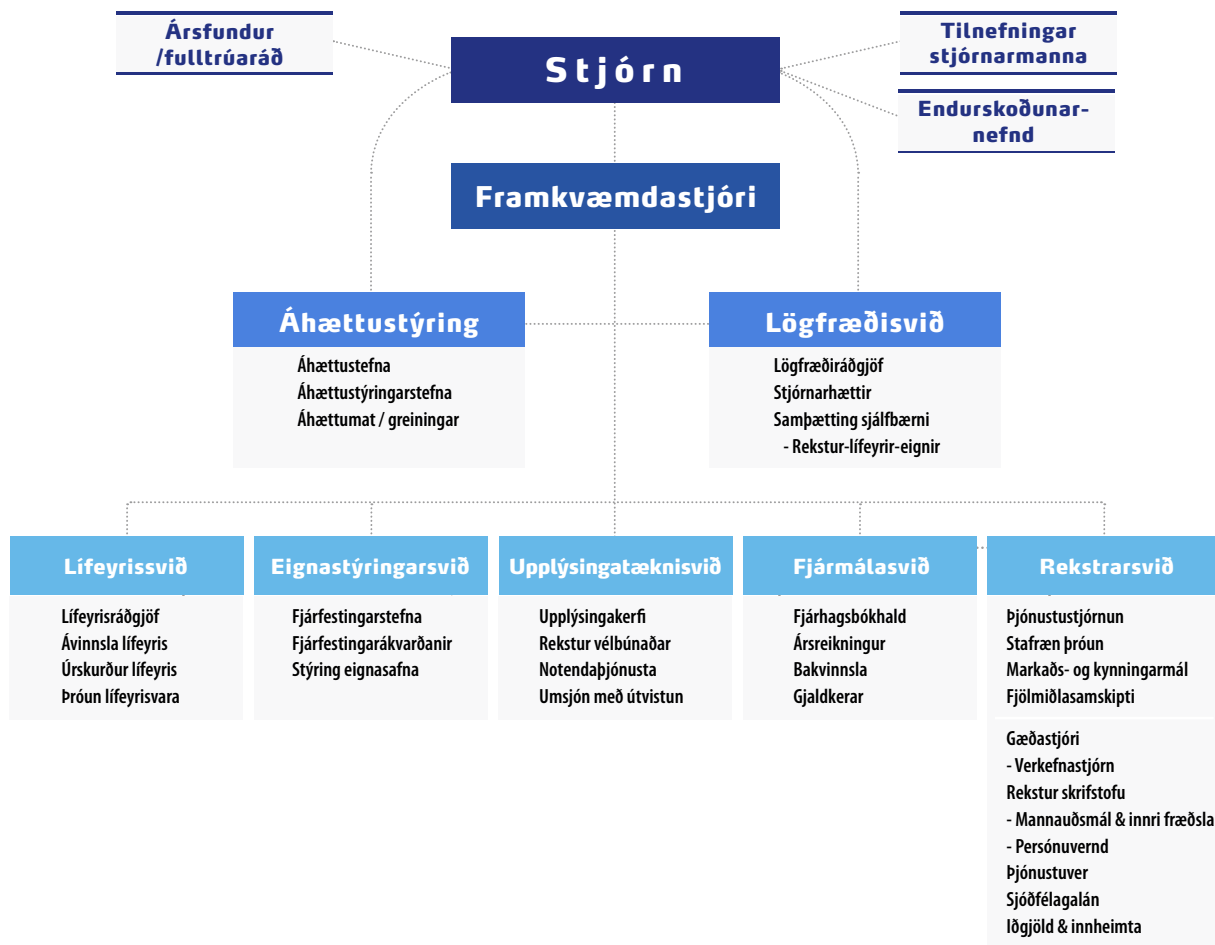 Ársfundur
/fulltrúaráð
Stjórn
Tilnefningar
stjórnarmanna
Endurskoðunar-
nefnd
Framkvæmdastjóri
Áhættustýring
Áhættustefna
Áhættustýringarstefna
Áhættumat / greiningar
Lögfræðisvið
Lögfræðiráðgjöf
Stjórnarhættir
Samþætting sjálfbærni
- Rekstur-lífeyrir-eignir
Lífeyrissvið
Lífeyrisráðgjöf
Ávinnsla lífeyris
Úrskurður lífeyris
Þróun lífeyrisvara
Eignastýringarsvið
Fjárfestingarstefna
Fjárfestingarákvarðanir
Stýring eignasafna
Upplýsingatæknisvið
Upplýsingakerfi
Rekstur vélbúnaðar
Notendaþjónusta
Umsjón með útvistun
Fjármálasvið
Fjárhagsbókhald
Ársreikningur
Bakvinnsla
Gjaldkerar
Rekstrarsvið
Þjónustustjórnun
Stafræn þróun
Markaðs- og kynningarmál
Fjölmiðlasamskipti
Gæðastjóri
- Verkefnastjórn
Rekstur skrifstofu
- Mannauðsmál & innri fræðsla
- Persónuvernd
Þjónustuver
Sjóðfélagalán
Iðgjöld & innheimta